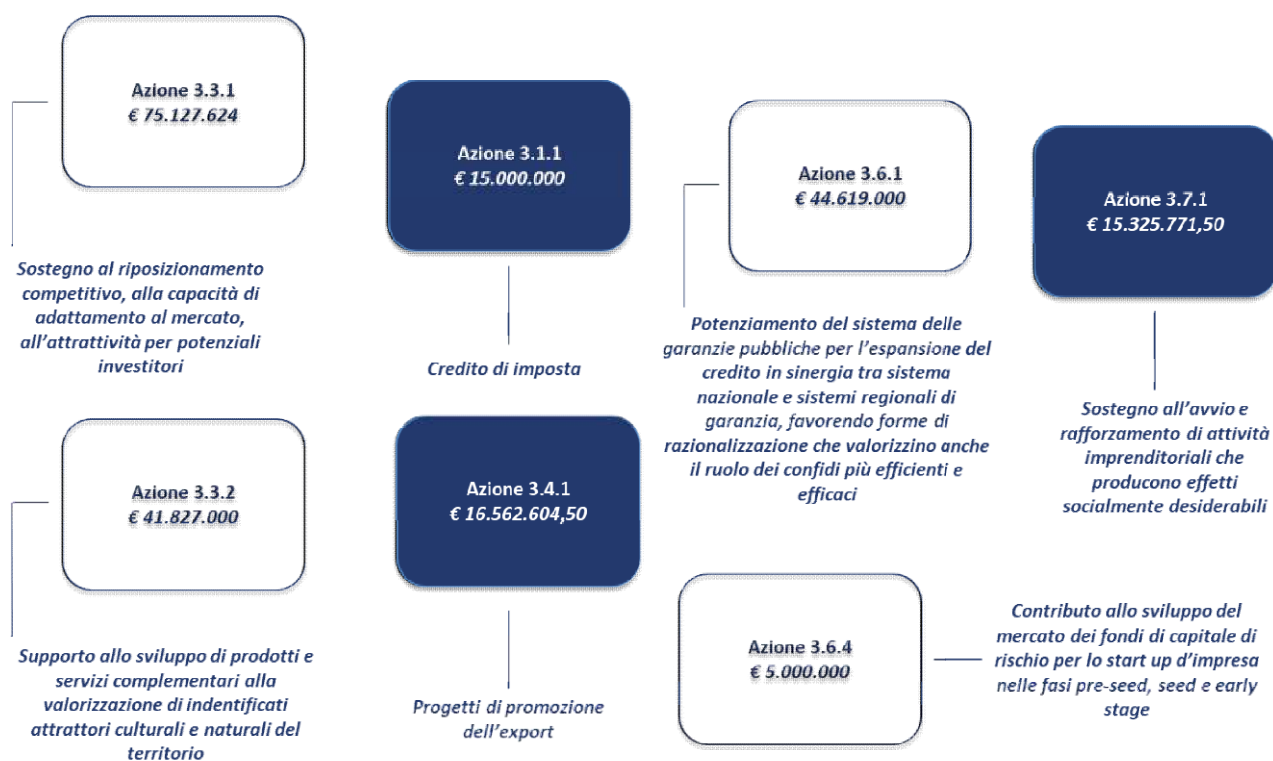 Azione 3.3.1
€ 75.127.624
Sostegno al riposizionamento
competitivo, alla capacità di
adattamento al mercato,
all'attrattività per potenziali
investitori
Azione 3.3.2
€ 41.827.000
Supporto allo sviluppo di prodotti e
servizi complementari alla
valorizzazione di indentificati
attrattori culturali e naturali del
territorio
Azione 3.1.1
€ 15.000.000
Credito di imposta
Azione 3.4.1
€ 16.562.604,50
Progetti di promozione
dell'export
Azione 3.6.1
€ 44.619.000
Potenziamento del sistema delle
garanzie pubbliche per l'espansione del
credito in sinergia tra sistema
nazionale e sistemi regionali di
garanzia, favorendo forme di
razionalizzazione che valorizzino anche
il ruolo dei confidi più efficienti e
efficaci
Azione 3.6.4
€ 5.000.000
Contributo allo sviluppo del
mercato dei fondi di capitale di
rischio per lo start up d'impresa
nelle fasi pre-seed, seed e early
stage
Azione 3.7.1
€ 15.325.771,50
Sostegno all'avvio e
rafforzamento di attività
imprenditoriali che
producono effetti
socialmente desiderabili